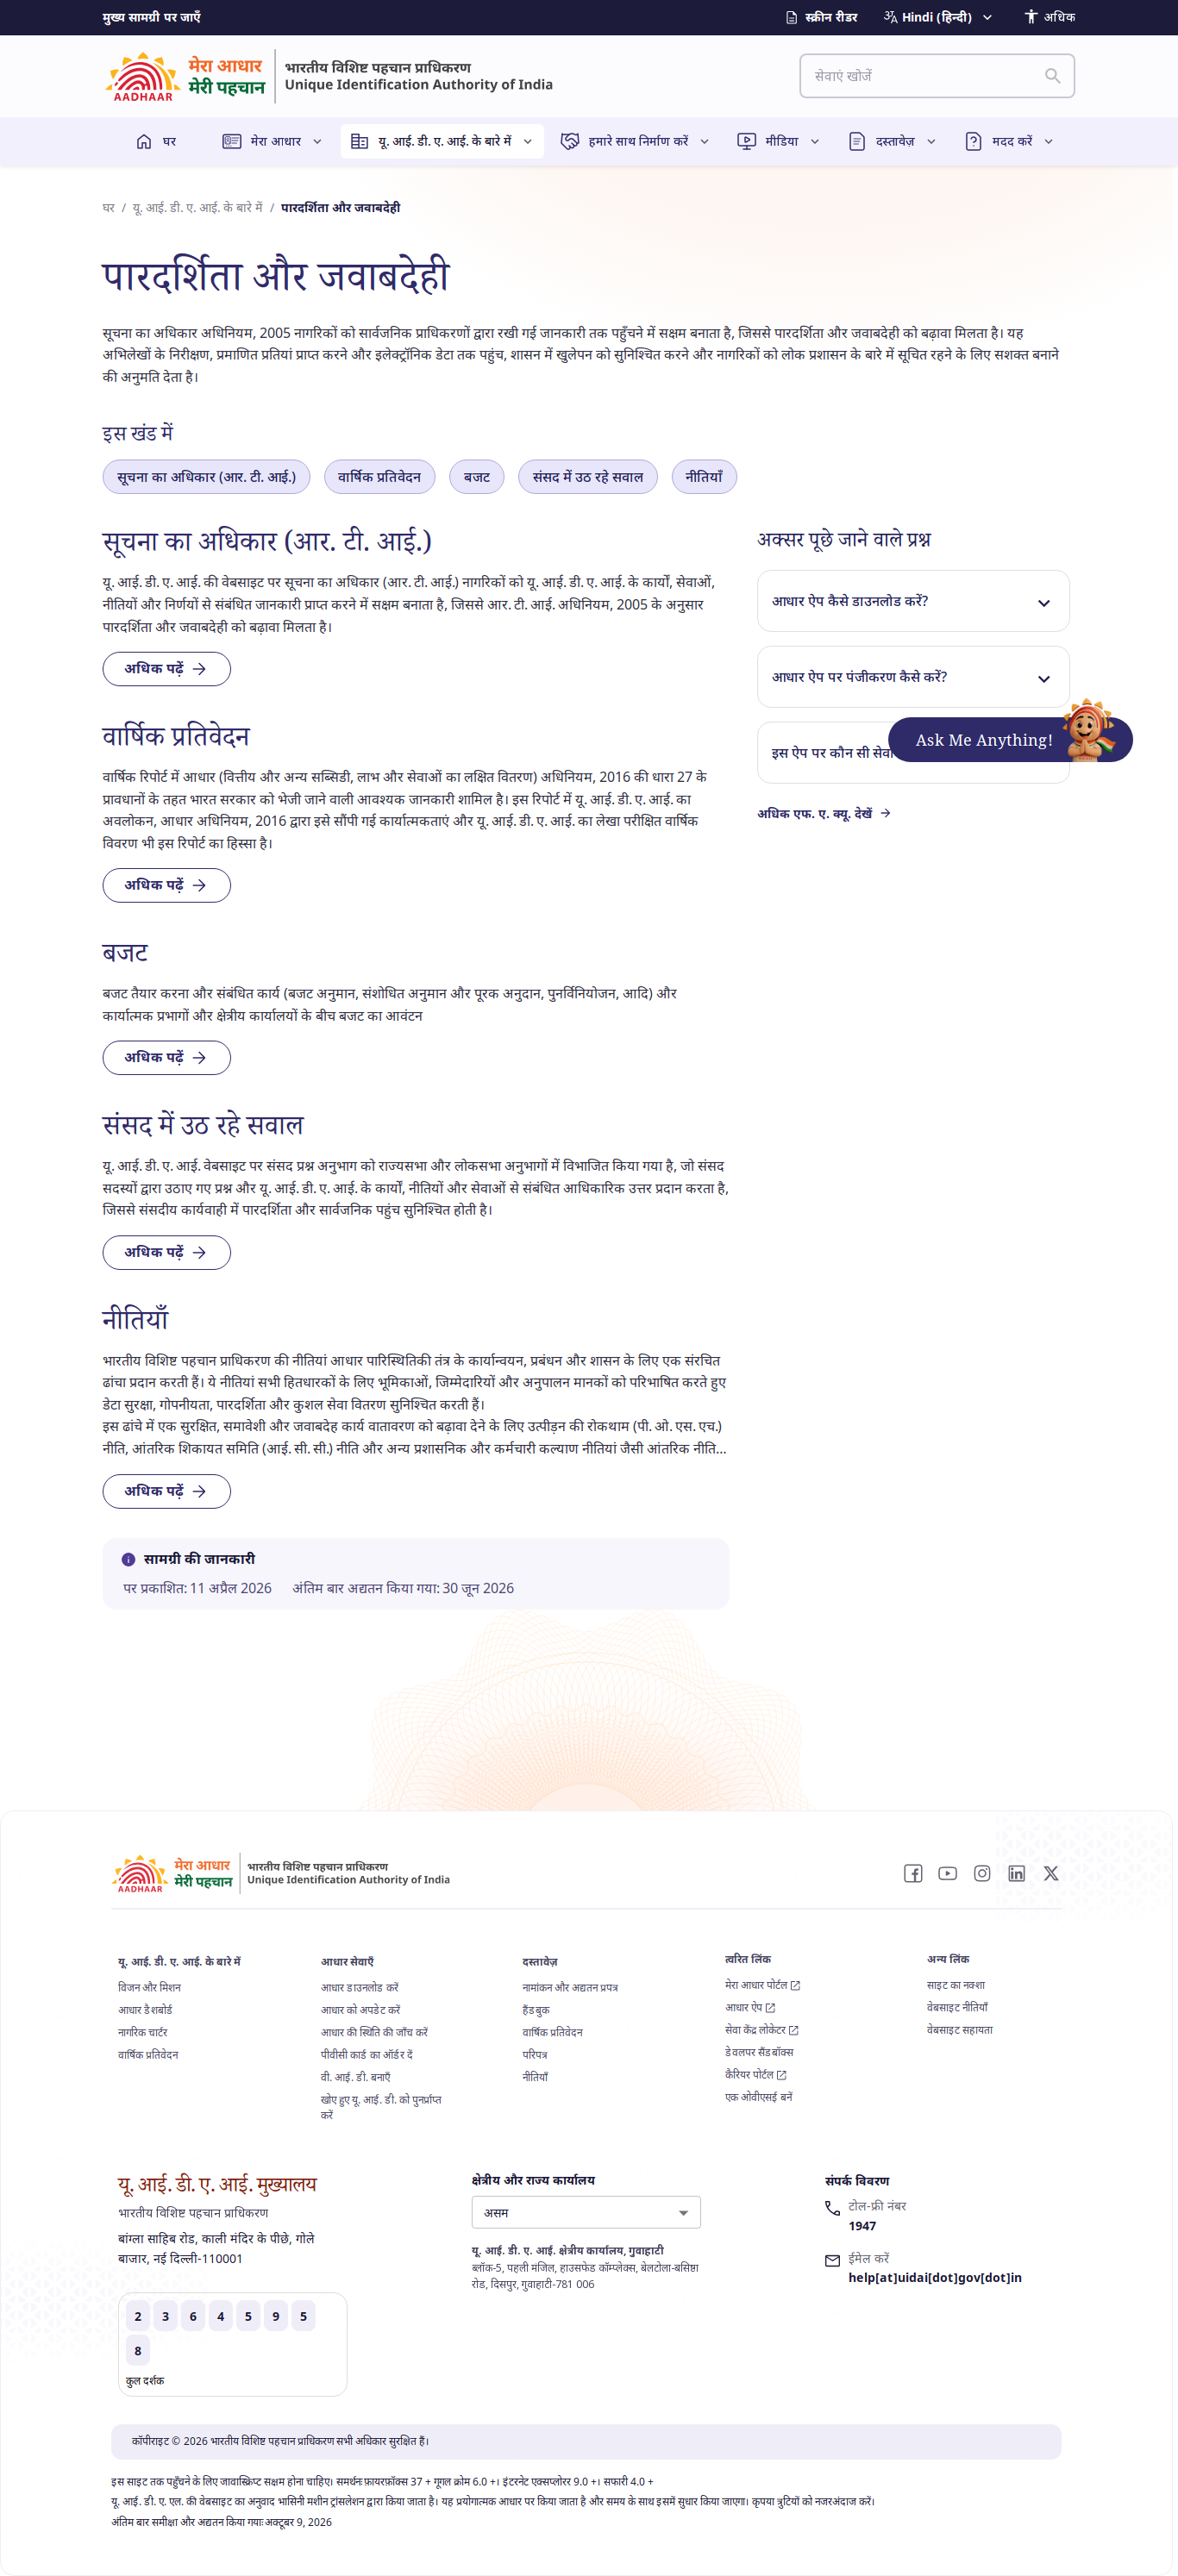 मुख्य सामग्री पर जाएँ
स्क्रीन रीडर
Hindi (हिन्दी)
अधिक
AADHAAR
मेरा आधार
मेरी पहचान
भारतीय विशिष्ट पहचान प्राधिकरण
Unique Identification Authority of India
सेवाएं खोजें
घर
मेरा आधार
यू. आई. डी. ए. आई. के बारे में
हमारे साथ निर्माण करें
मीडिया
दस्तावेज़
मदद करें
घर / यू. आई. डी. ए. आई. के बारे में / पारदर्शिता और जवाबदेही
पारदर्शिता और जवाबदेही
सूचना का अधिकार अधिनियम, 2005 नागरिकों को सार्वजनिक प्राधिकरणों द्वारा रखी गई जानकारी तक पहुँचने में सक्षम बनाता है, जिससे पारदर्शिता और जवाबदेही को बढ़ावा मिलता है। यह
अभिलेखों के निरीक्षण, प्रमाणित प्रतियां प्राप्त करने और इलेक्ट्रॉनिक डेटा तक पहुंच, शासन में खुलेपन को सुनिश्चित करने और नागरिकों को लोक प्रशासन के बारे में सूचित रहने के लिए सशक्त बनाने
की अनुमति देता है।
इस खंड में
सूचना का अधिकार (आर. टी. आई.)
वार्षिक प्रतिवेदन
बजट
संसद में उठ रहे सवाल
नीतियाँ
सूचना का अधिकार (आर. टी. आई.)
यू. आई. डी. ए. आई. की वेबसाइट पर सूचना का अधिकार (आर. टी. आई.) नागरिकों को यू. आई. डी. ए. आई. के कार्यों, सेवाओं,
नीतियों और निर्णयों से संबंधित जानकारी प्राप्त करने में सक्षम बनाता है, जिससे आर. टी. आई. अधिनियम, 2005 के अनुसार
पारदर्शिता और जवाबदेही को बढ़ावा मिलता है।
अधिक पढ़ें
वार्षिक प्रतिवेदन
वार्षिक रिपोर्ट में आधार (वित्तीय और अन्य सब्सिडी, लाभ और सेवाओं का लक्षित वितरण) अधिनियम, 2016 की धारा 27 के
प्रावधानों के तहत भारत सरकार को भेजी जाने वाली आवश्यक जानकारी शामिल है। इस रिपोर्ट में यू. आई. डी. ए. आई. का
अवलोकन, आधार अधिनियम, 2016 द्वारा इसे सौंपी गई कार्यात्मकताएं और यू. आई. डी. ए. आई. का लेखा परीक्षित वार्षिक
विवरण भी इस रिपोर्ट का हिस्सा है।
अधिक पढ़ें
बजट
बजट तैयार करना और संबंधित कार्य (बजट अनुमान, संशोधित अनुमान और पूरक अनुदान, पुनर्विनियोजन, आदि) और
कार्यात्मक प्रभागों और क्षेत्रीय कार्यालयों के बीच बजट का आवंटन
अधिक पढ़ें
संसद में उठ रहे सवाल
यू. आई. डी. ए. आई. वेबसाइट पर संसद प्रश्न अनुभाग को राज्यसभा और लोकसभा अनुभागों में विभाजित किया गया है, जो संसद
सदस्यों द्वारा उठाए गए प्रश्न और यू. आई. डी. ए. आई. के कार्यों, नीतियों और सेवाओं से संबंधित आधिकारिक उत्तर प्रदान करता है,
जिससे संसदीय कार्यवाही में पारदर्शिता और सार्वजनिक पहुंच सुनिश्चित होती है।
अधिक पढ़ें
नीतियाँ
भारतीय विशिष्ट पहचान प्राधिकरण की नीतियां आधार पारिस्थितिकी तंत्र के कार्यान्वयन, प्रबंधन और शासन के लिए एक संरचित
ढांचा प्रदान करती हैं। ये नीतियां सभी हितधारकों के लिए भूमिकाओं, जिम्मेदारियों और अनुपालन मानकों को परिभाषित करते हुए
डेटा सुरक्षा, गोपनीयता, पारदर्शिता और कुशल सेवा वितरण सुनिश्चित करती हैं।
इस ढांचे में एक सुरक्षित, समावेशी और जवाबदेह कार्य वातावरण को बढ़ावा देने के लिए उत्पीड़न की रोकथाम (पी. ओ. एस. एच.)
नीति, आंतरिक शिकायत समिति (आई. सी. सी.) नीति और अन्य प्रशासनिक और कर्मचारी कल्याण नीतियां जैसी आंतरिक नीति...
अधिक पढ़ें
सामग्री की जानकारी
पर प्रकाशित: 11 अप्रैल 2026
अंतिम बार अद्यतन किया गया: 30 जून 2026
अक्सर पूछे जाने वाले प्रश्न
आधार ऐप कैसे डाउनलोड करें?
आधार ऐप पर पंजीकरण कैसे करें?
इस ऐप पर कौन सी सेवा
Ask Me Anything!
अधिक एफ. ए. क्यू. देखें
AADHAAR
मेरा आधार
मेरी पहचान
भारतीय विशिष्ट पहचान प्राधिकरण
Unique Identification Authority of India
यू. आई. डी. ए. आई. के बारे में
विजन और मिशन
आधार डैशबोर्ड
नागरिक चार्टर
वार्षिक प्रतिवेदन
आधार सेवाएँ
आधार डाउनलोड करें
आधार को अपडेट करें
आधार की स्थिति की जाँच करें
पीवीसी कार्ड का ऑर्डर दें
वी. आई. डी. बनाएँ
खोए हुए यू. आई. डी. को पुनर्प्राप्त
करें
दस्तावेज़
नामांकन और अद्यतन प्रपत्र
हैंडबुक
वार्षिक प्रतिवेदन
परिपत्र
नीतियाँ
त्वरित लिंक
मेरा आधार पोर्टल
आधार ऐप
सेवा केंद्र लोकेटर
डेवलपर सैंडबॉक्स
कैरियर पोर्टल
एक ओवीएसई बनें
अन्य लिंक
साइट का नक्शा
वेबसाइट नीतियाँ
वेबसाइट सहायता
यू. आई. डी. ए. आई. मुख्यालय
भारतीय विशिष्ट पहचान प्राधिकरण
बांग्ला साहिब रोड, काली मंदिर के पीछे, गोले
बाजार, नई दिल्ली-110001
2 3 6 4 5 9 5
8
कुल दर्शक
क्षेत्रीय और राज्य कार्यालय
असम
यू. आई. डी. ए. आई. क्षेत्रीय कार्यालय, गुवाहाटी
ब्लॉक-5, पहली मंजिल, हाउसफेड कॉम्प्लेक्स, बेलटोला-बसिष्ठा
रोड, दिसपुर, गुवाहाटी-781 006
संपर्क विवरण
टोल-फ्री नंबर
1947
ईमेल करें
help[at]uidai[dot]gov[dot]in
कॉपीराइट © 2026 भारतीय विशिष्ट पहचान प्राधिकरण सभी अधिकार सुरक्षित हैं।
इस साइट तक पहुँचने के लिए जावास्क्रिप्ट सक्षम होना चाहिए। समर्थनः फ़ायरफ़ॉक्स 37 + गूगल क्रोम 6.0 +। इंटरनेट एक्सप्लोरर 9.0 +। सफारी 4.0 +
यू. आई. डी. ए. एल. की वेबसाइट का अनुवाद भासिनी मशीन ट्रांसलेशन द्वारा किया जाता है। यह प्रयोगात्मक आधार पर किया जाता है और समय के साथ इसमें सुधार किया जाएगा। कृपया त्रुटियों को नजरअंदाज करें।
अंतिम बार समीक्षा और अद्यतन किया गयाः अक्टूबर 9, 2026